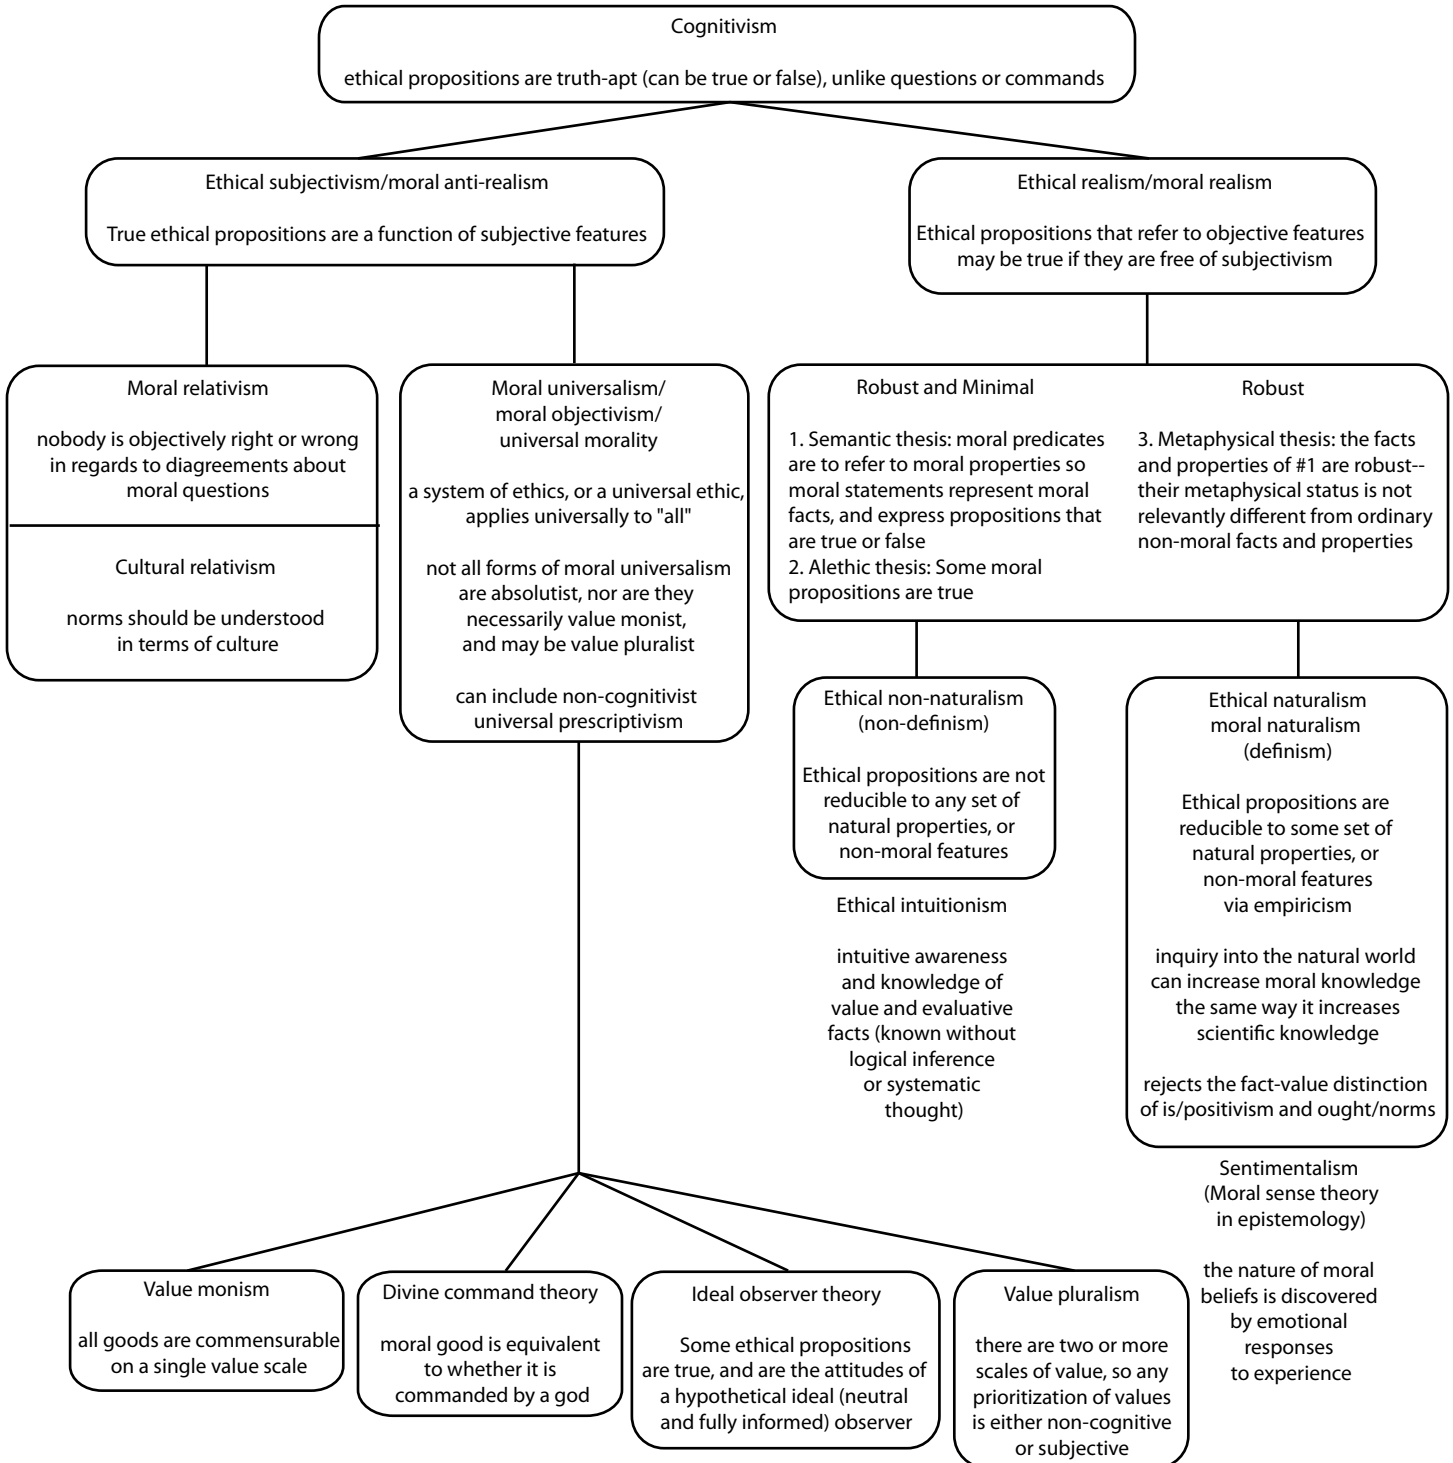 Cognitivism
ethical propositions are truth-apt (can be true or false), unlike questions or commands
Ethical subjectivism/moral anti-realism
True ethical propositions are a function of subjective features
Ethical realism/moral realism
Ethical propositions that refer to objective features
may be true if they are free of subjectivism
Moral relativism
nobody is objectively right or wrong
in regards to diagreements about
moral questions
Cultural relativism
norms should be understood
in terms of culture
Moral universalism/
moral objectivism/
universal morality
a system of ethics, or a universal ethic,
applies universally to "all"
not all forms of moral universalism
are absolutist, nor are they
necessarily value monist,
and may be value pluralist
can include non-cognitivist
universal prescriptivism
Robust and Minimal
1. Semantic thesis: moral predicates
are to refer to moral properties so
moral statements represent moral
facts, and express propositions that
are true or false
2. Alethic thesis: Some moral
propositions are true
Robust
3. Metaphysical thesis: the facts
and properties of #1 are robust--
their metaphysical status is not
relevantly different from ordinary
non-moral facts and properties
Ethical non-naturalism
(non-definism)
Ethical propositions are not
reducible to any set of
natural properties, or
non-moral features
Ethical intuitionism
intuitive awareness
and knowledge of
value and evaluative
facts (known without
logical inference
or systematic
thought)
Ethical naturalism
moral naturalism
(definism)
Ethical propositions are
reducible to some set of
natural properties, or
non-moral features
via empiricism
inquiry into the natural world
can increase moral knowledge
the same way it increases
scientific knowledge
rejects the fact-value distinction
of is/positivism and ought/norms
Sentimentalism
(Moral sense theory
in epistemology)
the nature of moral
beliefs is discovered
by emotional
responses
to experience
Value monism
all goods are commensurable
on a single value scale
Divine command theory
moral good is equivalent
to whether it is
commanded by a god
Ideal observer theory
Some ethical propositions
are true, and are the attitudes of
a hypothetical ideal (neutral
and fully informed) observer
Value pluralism
there are two or more
scales of value, so any
prioritization of values
is either non-cognitive
or subjective